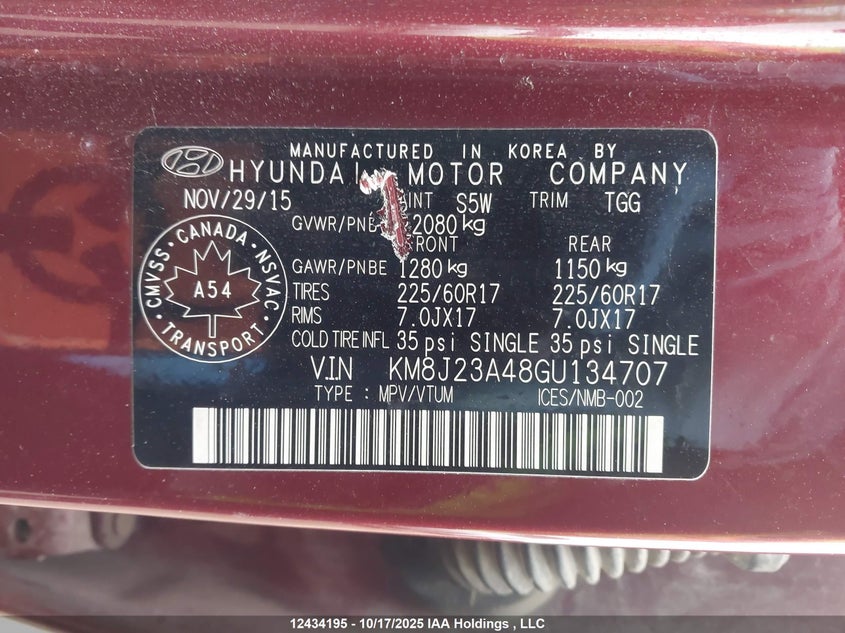 MANUFACTURED IN KOREA BY
HYUNDAI MOTOR COMPANY
NOV/29/15 S5W TRIM TGG
GVWR/PNB 2080 kg
REAR
GAWR/PNBE 1280 kg 1150 kg
TIRES 225/60R17 225/60R17
RIMS 7.0JX17 7.0JX17
COLD TIRE INFL 35 psi SINGLE 35 psi SINGLE
V.I.N KM8J23A48GU134707
TYPE : MPV/VTUM ICES/NMB-002
CMVSS · CANADA · NSVAC
A54
· TRANSPORT ·
12434195 - 10/17/2025 IAA Holdings , LLC